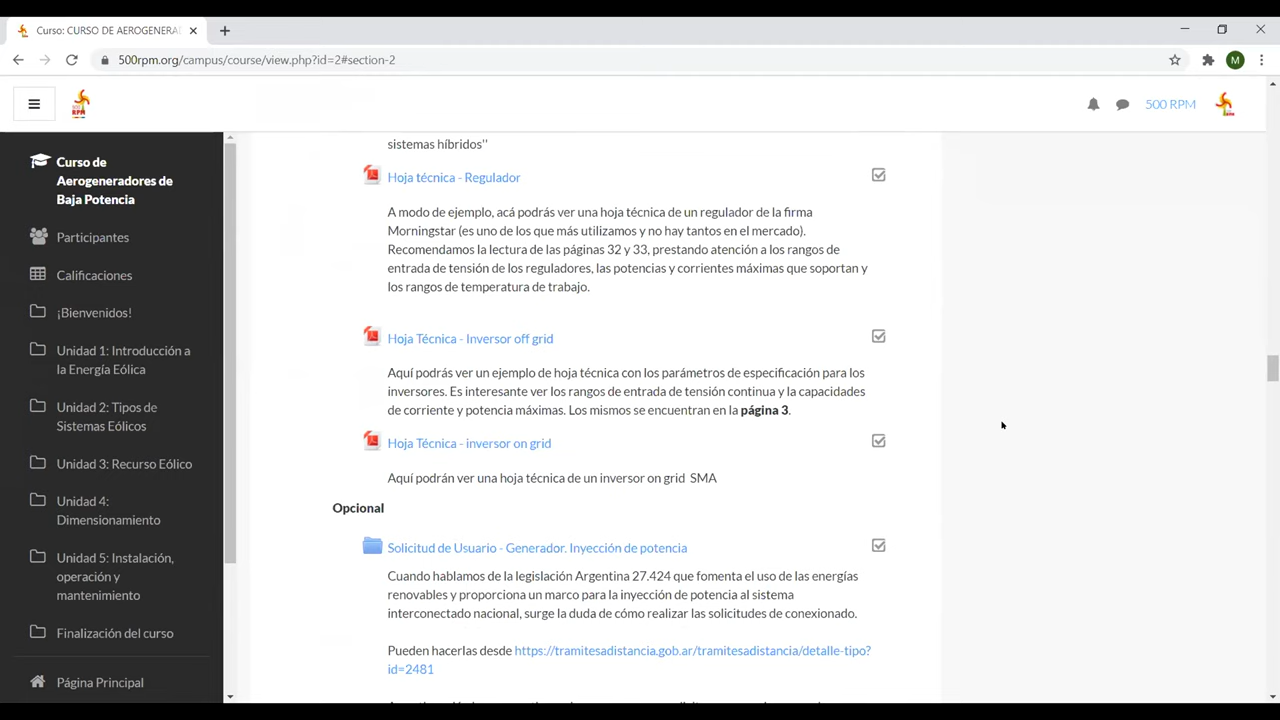 Curso: CURSO DE AEROGENERA
500rpm.org/campus/course/view.php?id=2#section-2
M
500 RPM
Curso de
Aerogeneradores de
Baja Potencia
Participantes
Calificaciones
¡Bienvenidos!
Unidad 1: Introducción a
la Energía Eólica
Unidad 2: Tipos de
Sistemas Eólicos
Unidad 3: Recurso Eólico
Unidad 4:
Dimensionamiento
Unidad 5: Instalación,
operación y
mantenimiento
Finalización del curso
Página Principal
sistemas híbridos''
Hoja técnica - Regulador
A modo de ejemplo, acá podrás ver una hoja técnica de un regulador de la firma
Morningstar (es uno de los que más utilizamos y no hay tantos en el mercado).
Recomendamos la lectura de las páginas 32 y 33, prestando atención a los rangos de
entrada de tensión de los reguladores, las potencias y corrientes máximas que soportan y
los rangos de temperatura de trabajo.
Hoja Técnica - Inversor off grid
Aquí podrás ver un ejemplo de hoja técnica con los parámetros de especificación para los
inversores. Es interesante ver los rangos de entrada de tensión continua y la capacidades
de corriente y potencia máximas. Los mismos se encuentran en la página 3.
Hoja Técnica - inversor on grid
Aquí podrán ver una hoja técnica de un inversor on grid SMA
Opcional
Solicitud de Usuario - Generador. Inyección de potencia
Cuando hablamos de la legislación Argentina 27.424 que fomenta el uso de las energías
renovables y proporciona un marco para la inyección de potencia al sistema
interconectado nacional, surge la duda de cómo realizar las solicitudes de conexionado.
Pueden hacerlas desde https://tramitesadistancia.gob.ar/tramitesadistancia/detalle-tipo?
id=2481